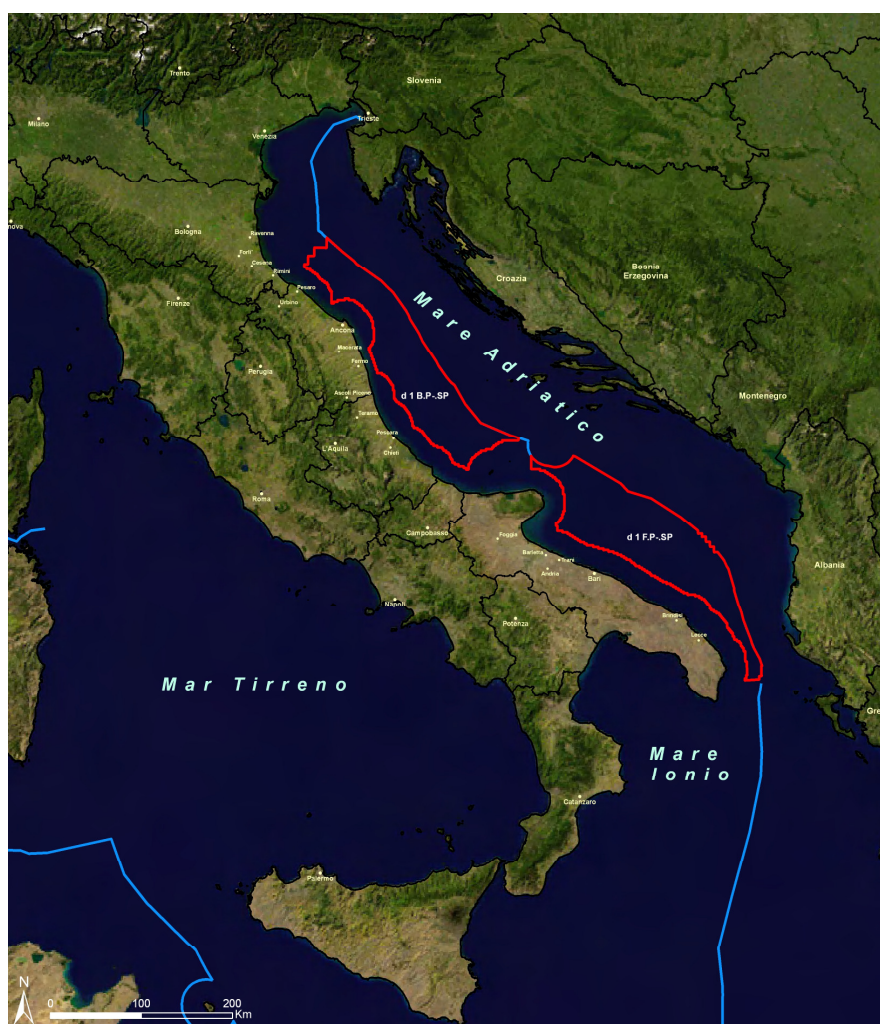 Trento
Slovenia
Milano
Trieste
Venezia
nova
Bologna
Ravenna
Forlì
Cesena
Rimini
Pesaro
Urbino
Firenze
Croazia
Bosnia
Erzegovina
Mare Adriatico
Ancona
Macerata
Fermo
Perugia
Ascoli Piceno
Teramo
d 1 B.P-.SP
Montenegro
Pescara
Chieti
L'Aquila
Roma
Campobasso
Foggia
Barletta
Trani
Andria
Bari
d 1 F.P-.SP
Albania
Napoli
Potenza
Brindisi
Lecce
Mar Tirreno
Gre
Mare
Ionio
Catanzaro
Palermo
N
0 100 200
Km